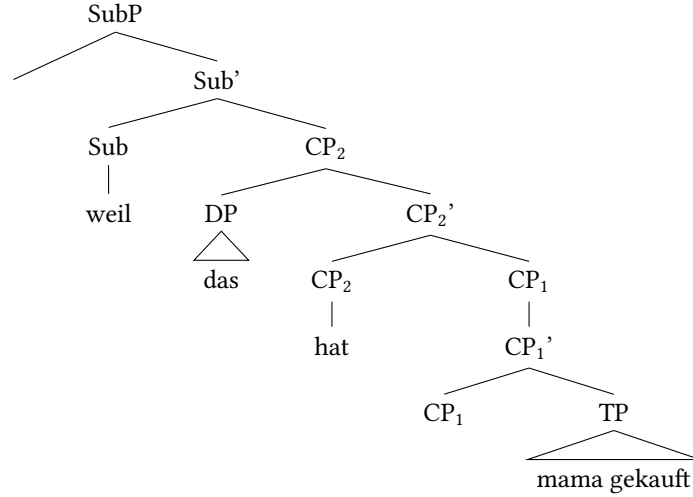 SubP
Sub’
Sub CP₂
weil DP CP₂’
das CP₂ CP₁
hat CP₁’
CP₁ TP
mama gekauft